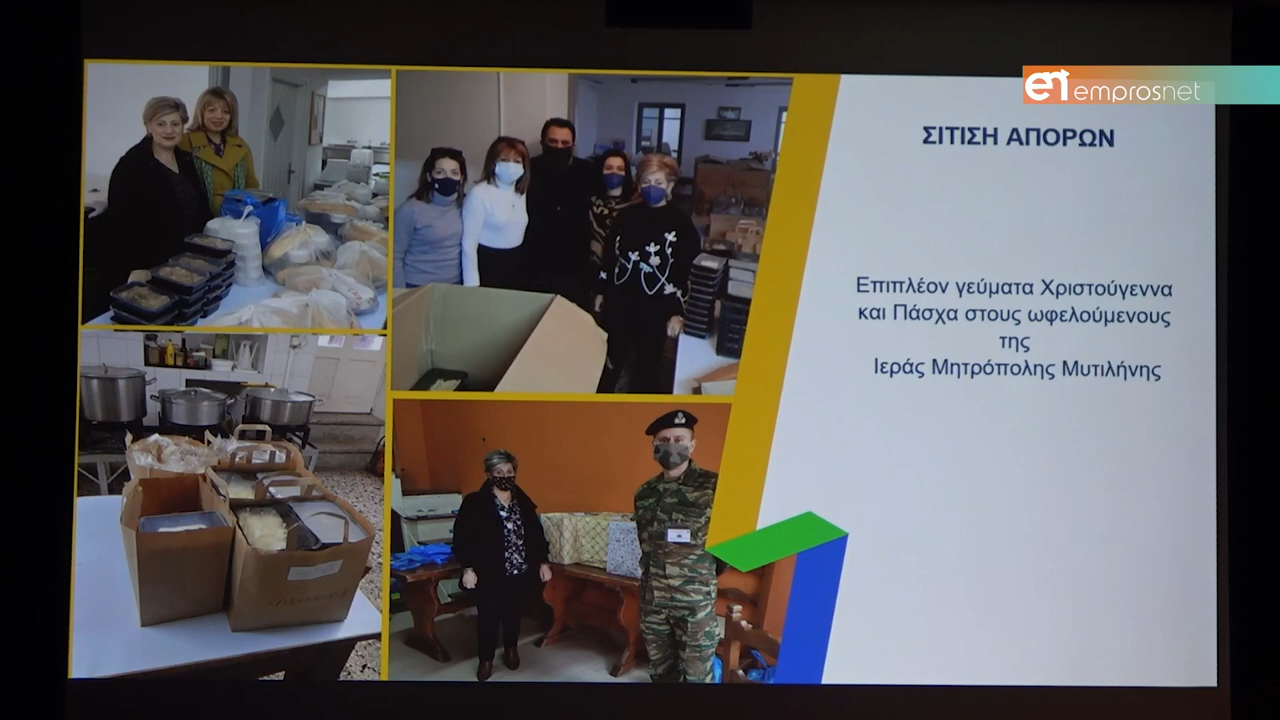 emprosnet
ΣΙΤΙΣΗ ΑΠΟΡΩΝ
Επιπλέον γεύματα Χριστούγεννα
και Πάσχα στους ωφελούμενους
της
Ιεράς Μητρόπολης Μυτιλήνης